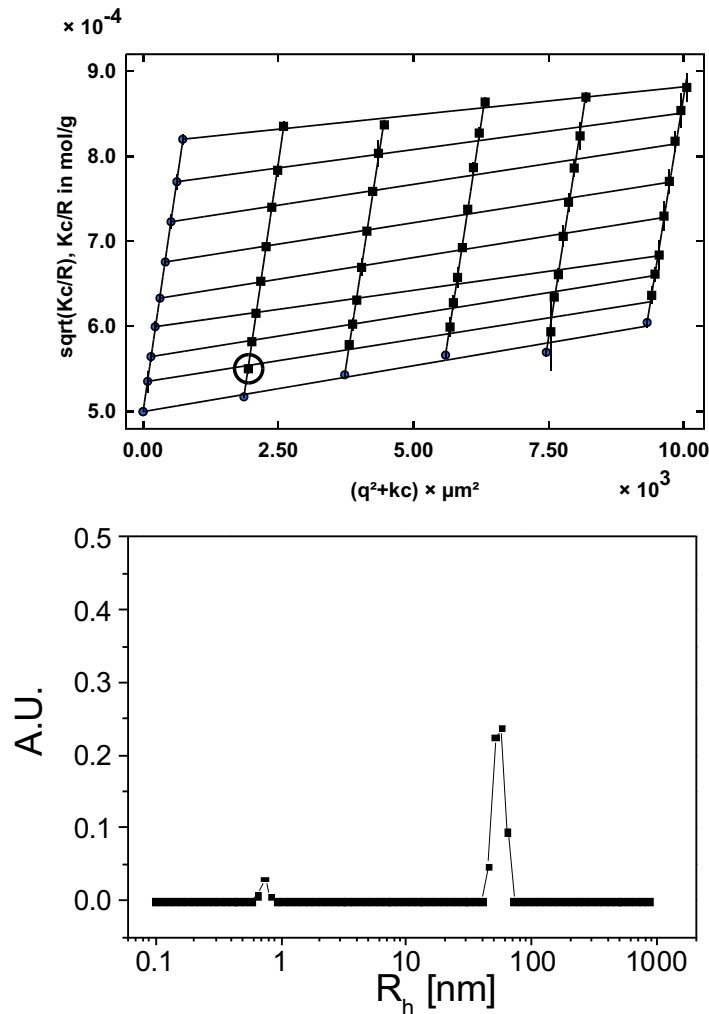 × 10⁻⁴
sqrt(Kc/R), Kc/R in mol/g
9.0
8.0
7.0
6.0
5.0
0.00 2.50 5.00 7.50 10.00
(q²+kc) × µm² × 10³
A.U.
0.5
0.4
0.3
0.2
0.1
0.0
0.1 1 10 100 1000
Rₕ [nm]